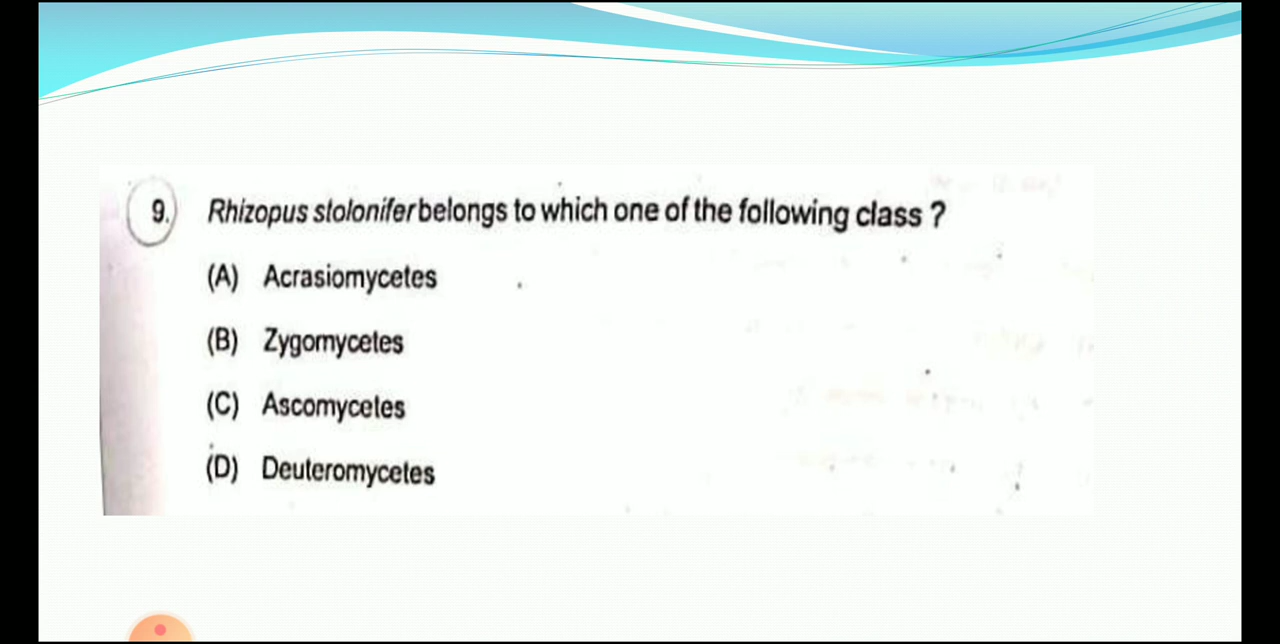 9. Rhizopus stolonifer belongs to which one of the following class ?
(A) Acrasiomycetes
(B) Zygomycetes
(C) Ascomycetes
(D) Deuteromycetes